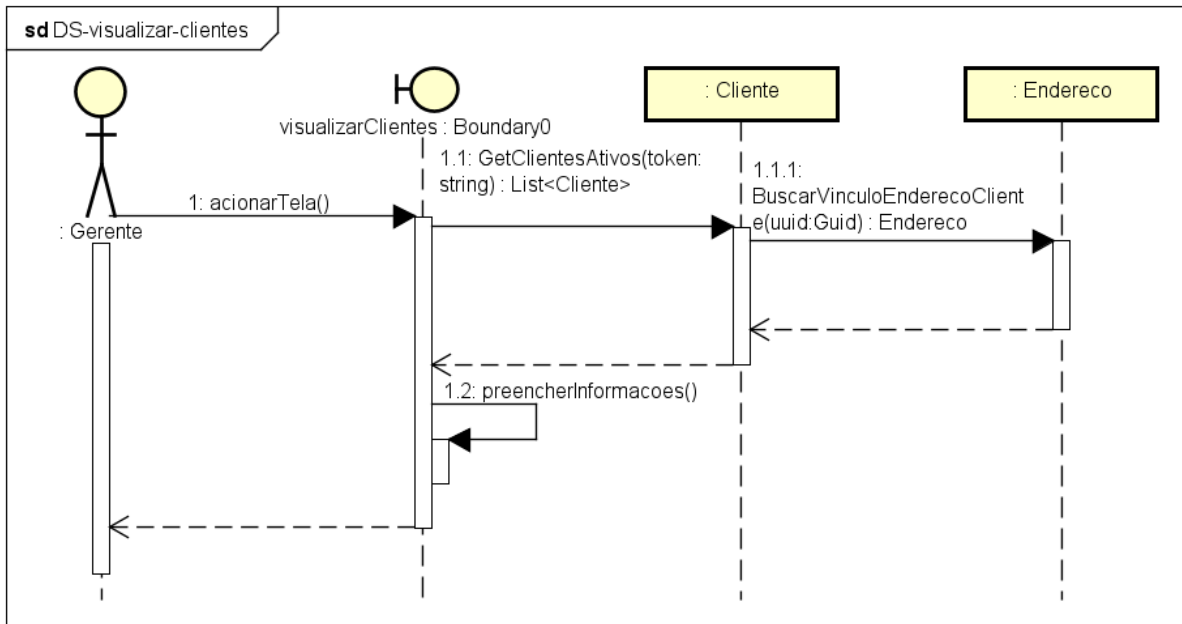 sd DS-visualizar-clientes
: Cliente
: Endereco
visualizarClientes : Boundary0
1.1: GetClientesAtivos(token:
string) : List<Cliente>
1.1.1:
BuscarVinculoEnderecoClient
e(uuid:Guid) : Endereco
1: acionarTela()
: Gerente
1.2: preencherInformacoes()